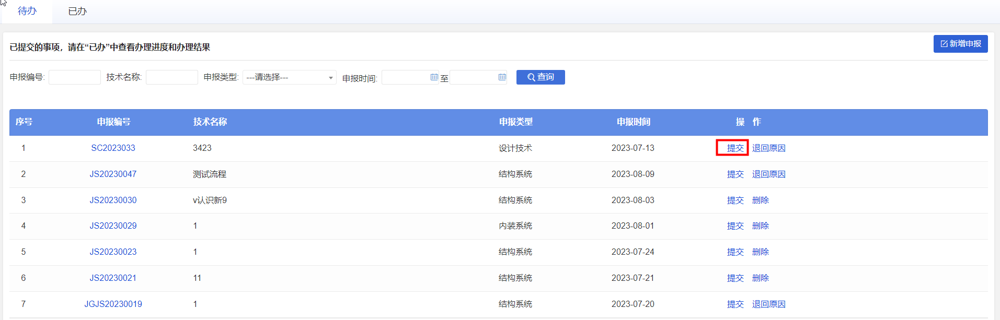 待办 已办
已提交的事项，请在“已办”中查看办理进度和办理结果 新增申报
申报编号: 技术名称: 申报类型: ---请选择--- 申报时间: 至 查询
序号 申报编号 技术名称 申报类型 申报时间 操 作
1 SC2023033 3423 设计技术 2023-07-13 提交 退回原因
2 JS20230047 测试流程 结构系统 2023-08-09 提交 退回原因
3 JS20230030 v认识新9 结构系统 2023-08-03 提交 删除
4 JS20230029 1 内装系统 2023-08-01 提交 删除
5 JS20230023 1 结构系统 2023-07-24 提交 删除
6 JS20230021 11 结构系统 2023-07-21 提交 删除
7 JGJS20230019 1 结构系统 2023-07-20 提交 退回原因